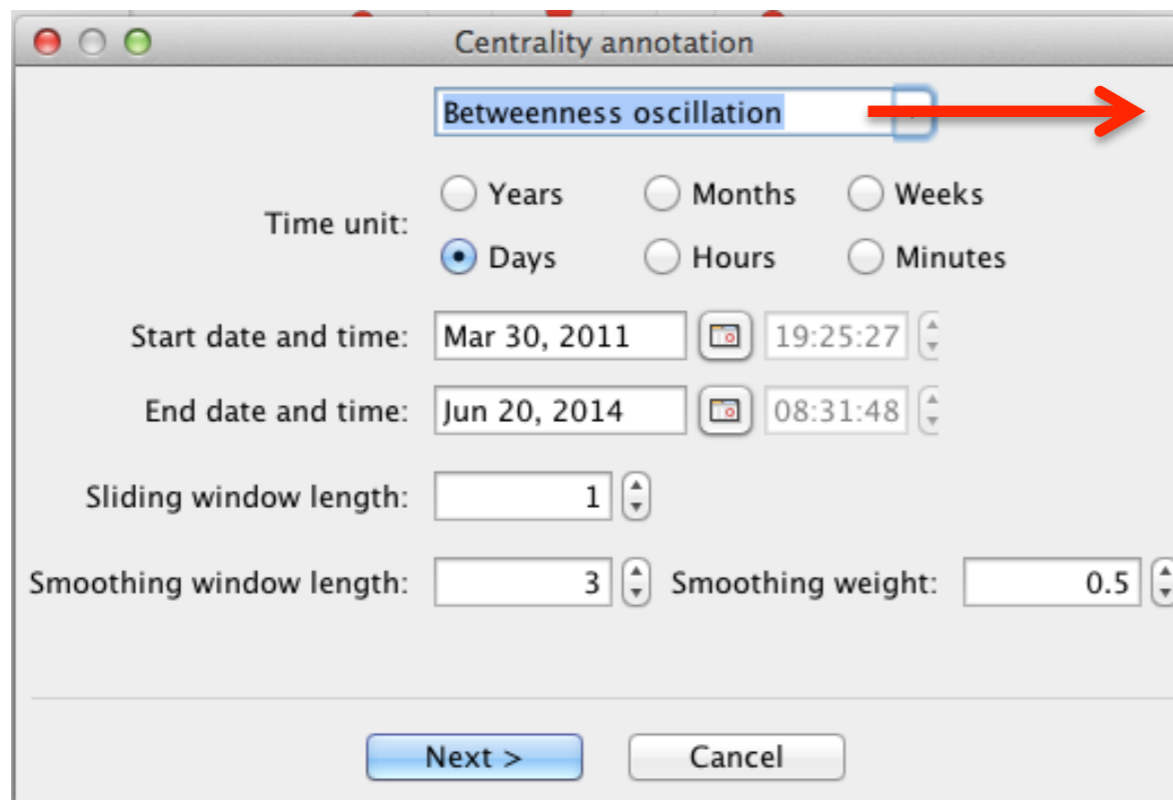 Centrality annotation
Betweenness oscillation
Years Months Weeks
Time unit:
Days Hours Minutes
Start date and time: Mar 30, 2011 19:25:27
End date and time: Jun 20, 2014 08:31:48
Sliding window length: 1
Smoothing window length: 3 Smoothing weight: 0.5
Next > Cancel